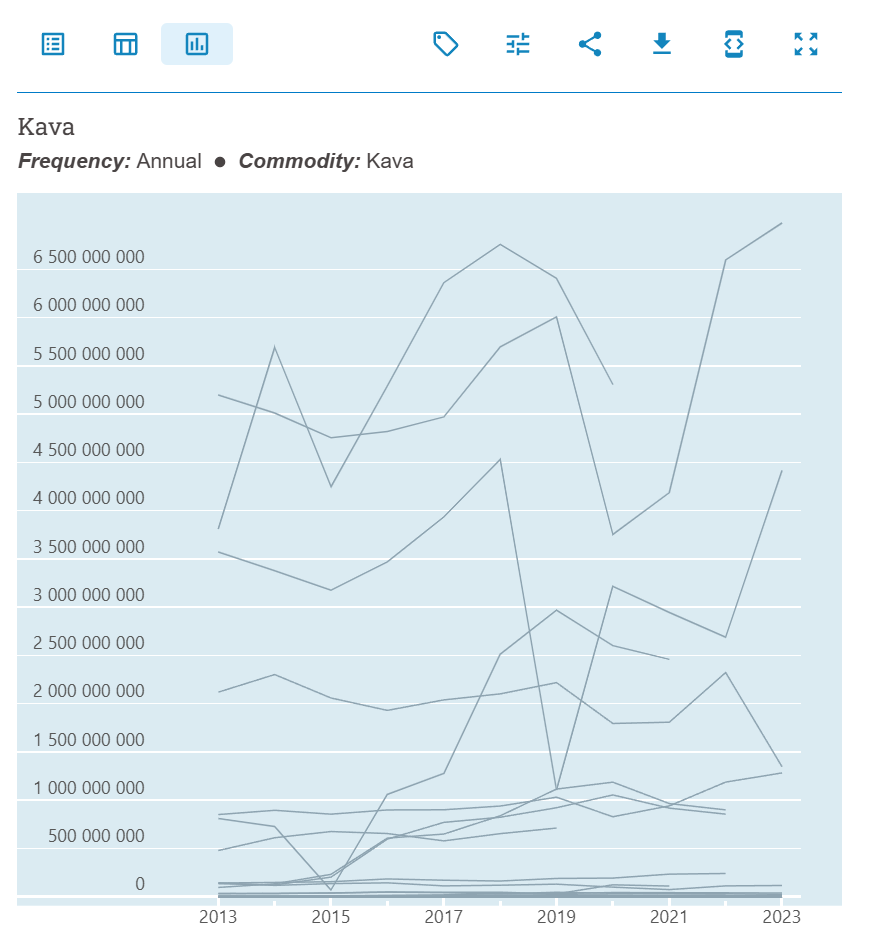 Kava
Frequency: Annual ● Commodity: Kava
6 500 000 000
6 000 000 000
5 500 000 000
5 000 000 000
4 500 000 000
4 000 000 000
3 500 000 000
3 000 000 000
2 500 000 000
2 000 000 000
1 500 000 000
1 000 000 000
500 000 000
0
2013 2015 2017 2019 2021 2023